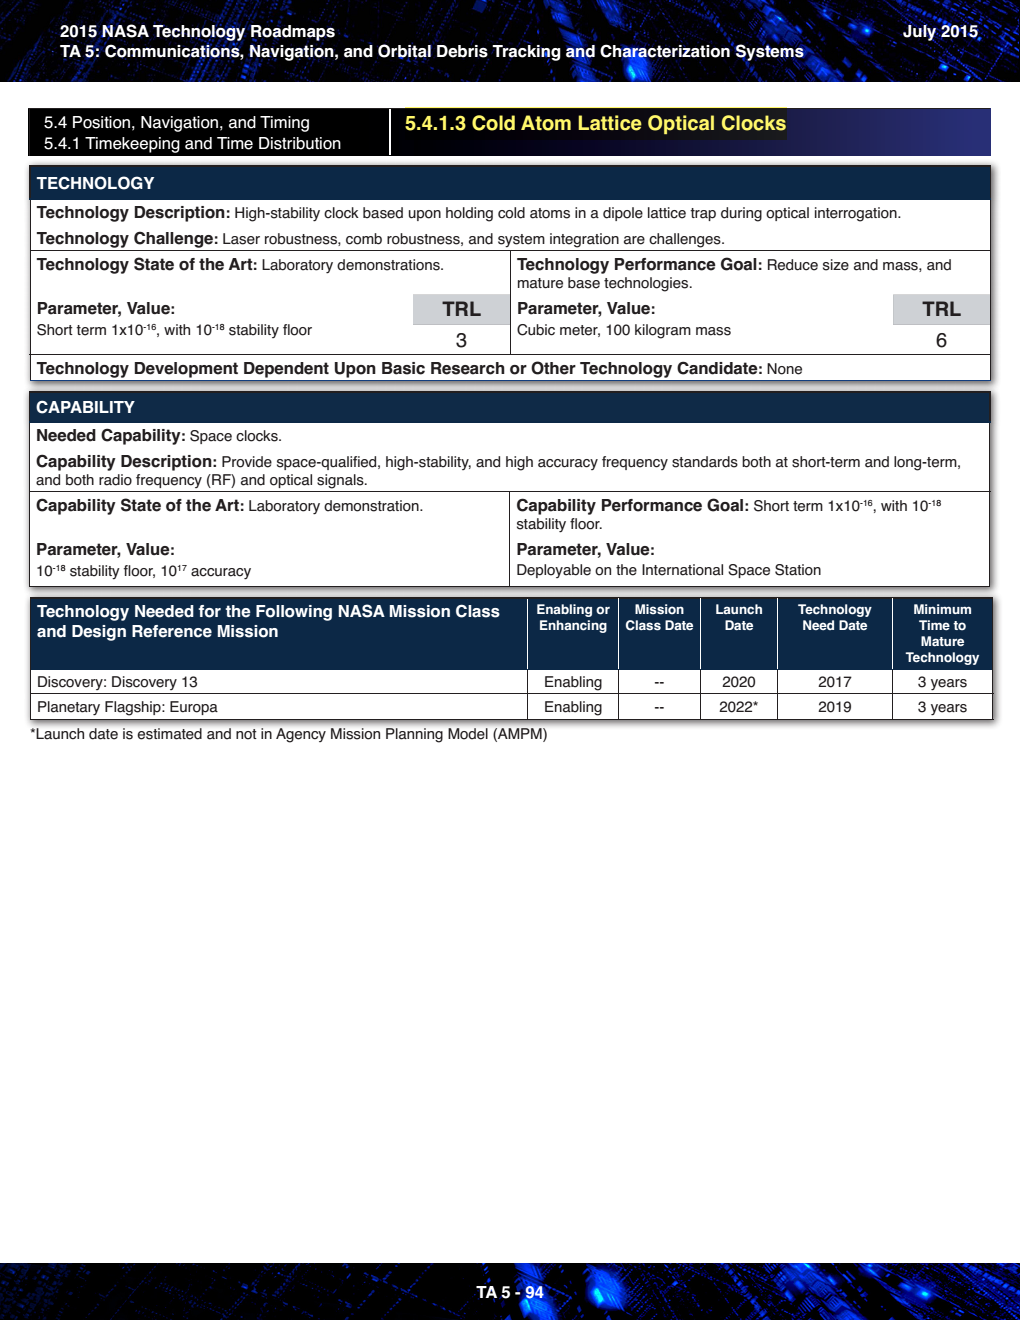 2015 NASA Technology Roadmaps
July 2015
TA 5: Communications, Navigation, and Orbital Debris Tracking and Characterization Systems
5.4 Position, Navigation, and Timing
5.4.1 Timekeeping and Time Distribution
5.4.1.3 Cold Atom Lattice Optical Clocks
TECHNOLOGY
Technology Description: High-stability clock based upon holding cold atoms in a dipole lattice trap during optical interrogation.
Technology Challenge: Laser robustness, comb robustness, and system integration are challenges.
Technology State of the Art: Laboratory demonstrations.
Parameter, Value:
Short term 1x10⁻¹⁶, with 10⁻¹⁸ stability floor
TRL
3
Technology Performance Goal: Reduce size and mass, and
mature base technologies.
Parameter, Value:
Cubic meter, 100 kilogram mass
TRL
6
Technology Development Dependent Upon Basic Research or Other Technology Candidate: None
CAPABILITY
Needed Capability: Space clocks.
Capability Description: Provide space-qualified, high-stability, and high accuracy frequency standards both at short-term and long-term,
and both radio frequency (RF) and optical signals.
Capability State of the Art: Laboratory demonstration.
Parameter, Value:
10⁻¹⁸ stability floor, 10¹⁷ accuracy
Capability Performance Goal: Short term 1x10⁻¹⁶, with 10⁻¹⁸
stability floor.
Parameter, Value:
Deployable on the International Space Station
Technology Needed for the Following NASA Mission Class
and Design Reference Mission
Enabling or
Enhancing
Mission
Class Date
Launch
Date
Technology
Need Date
Minimum
Time to
Mature
Technology
Discovery: Discovery 13 Enabling -- 2020 2017 3 years
Planetary Flagship: Europa Enabling -- 2022* 2019 3 years
*Launch date is estimated and not in Agency Mission Planning Model (AMPM)
TA 5 - 94